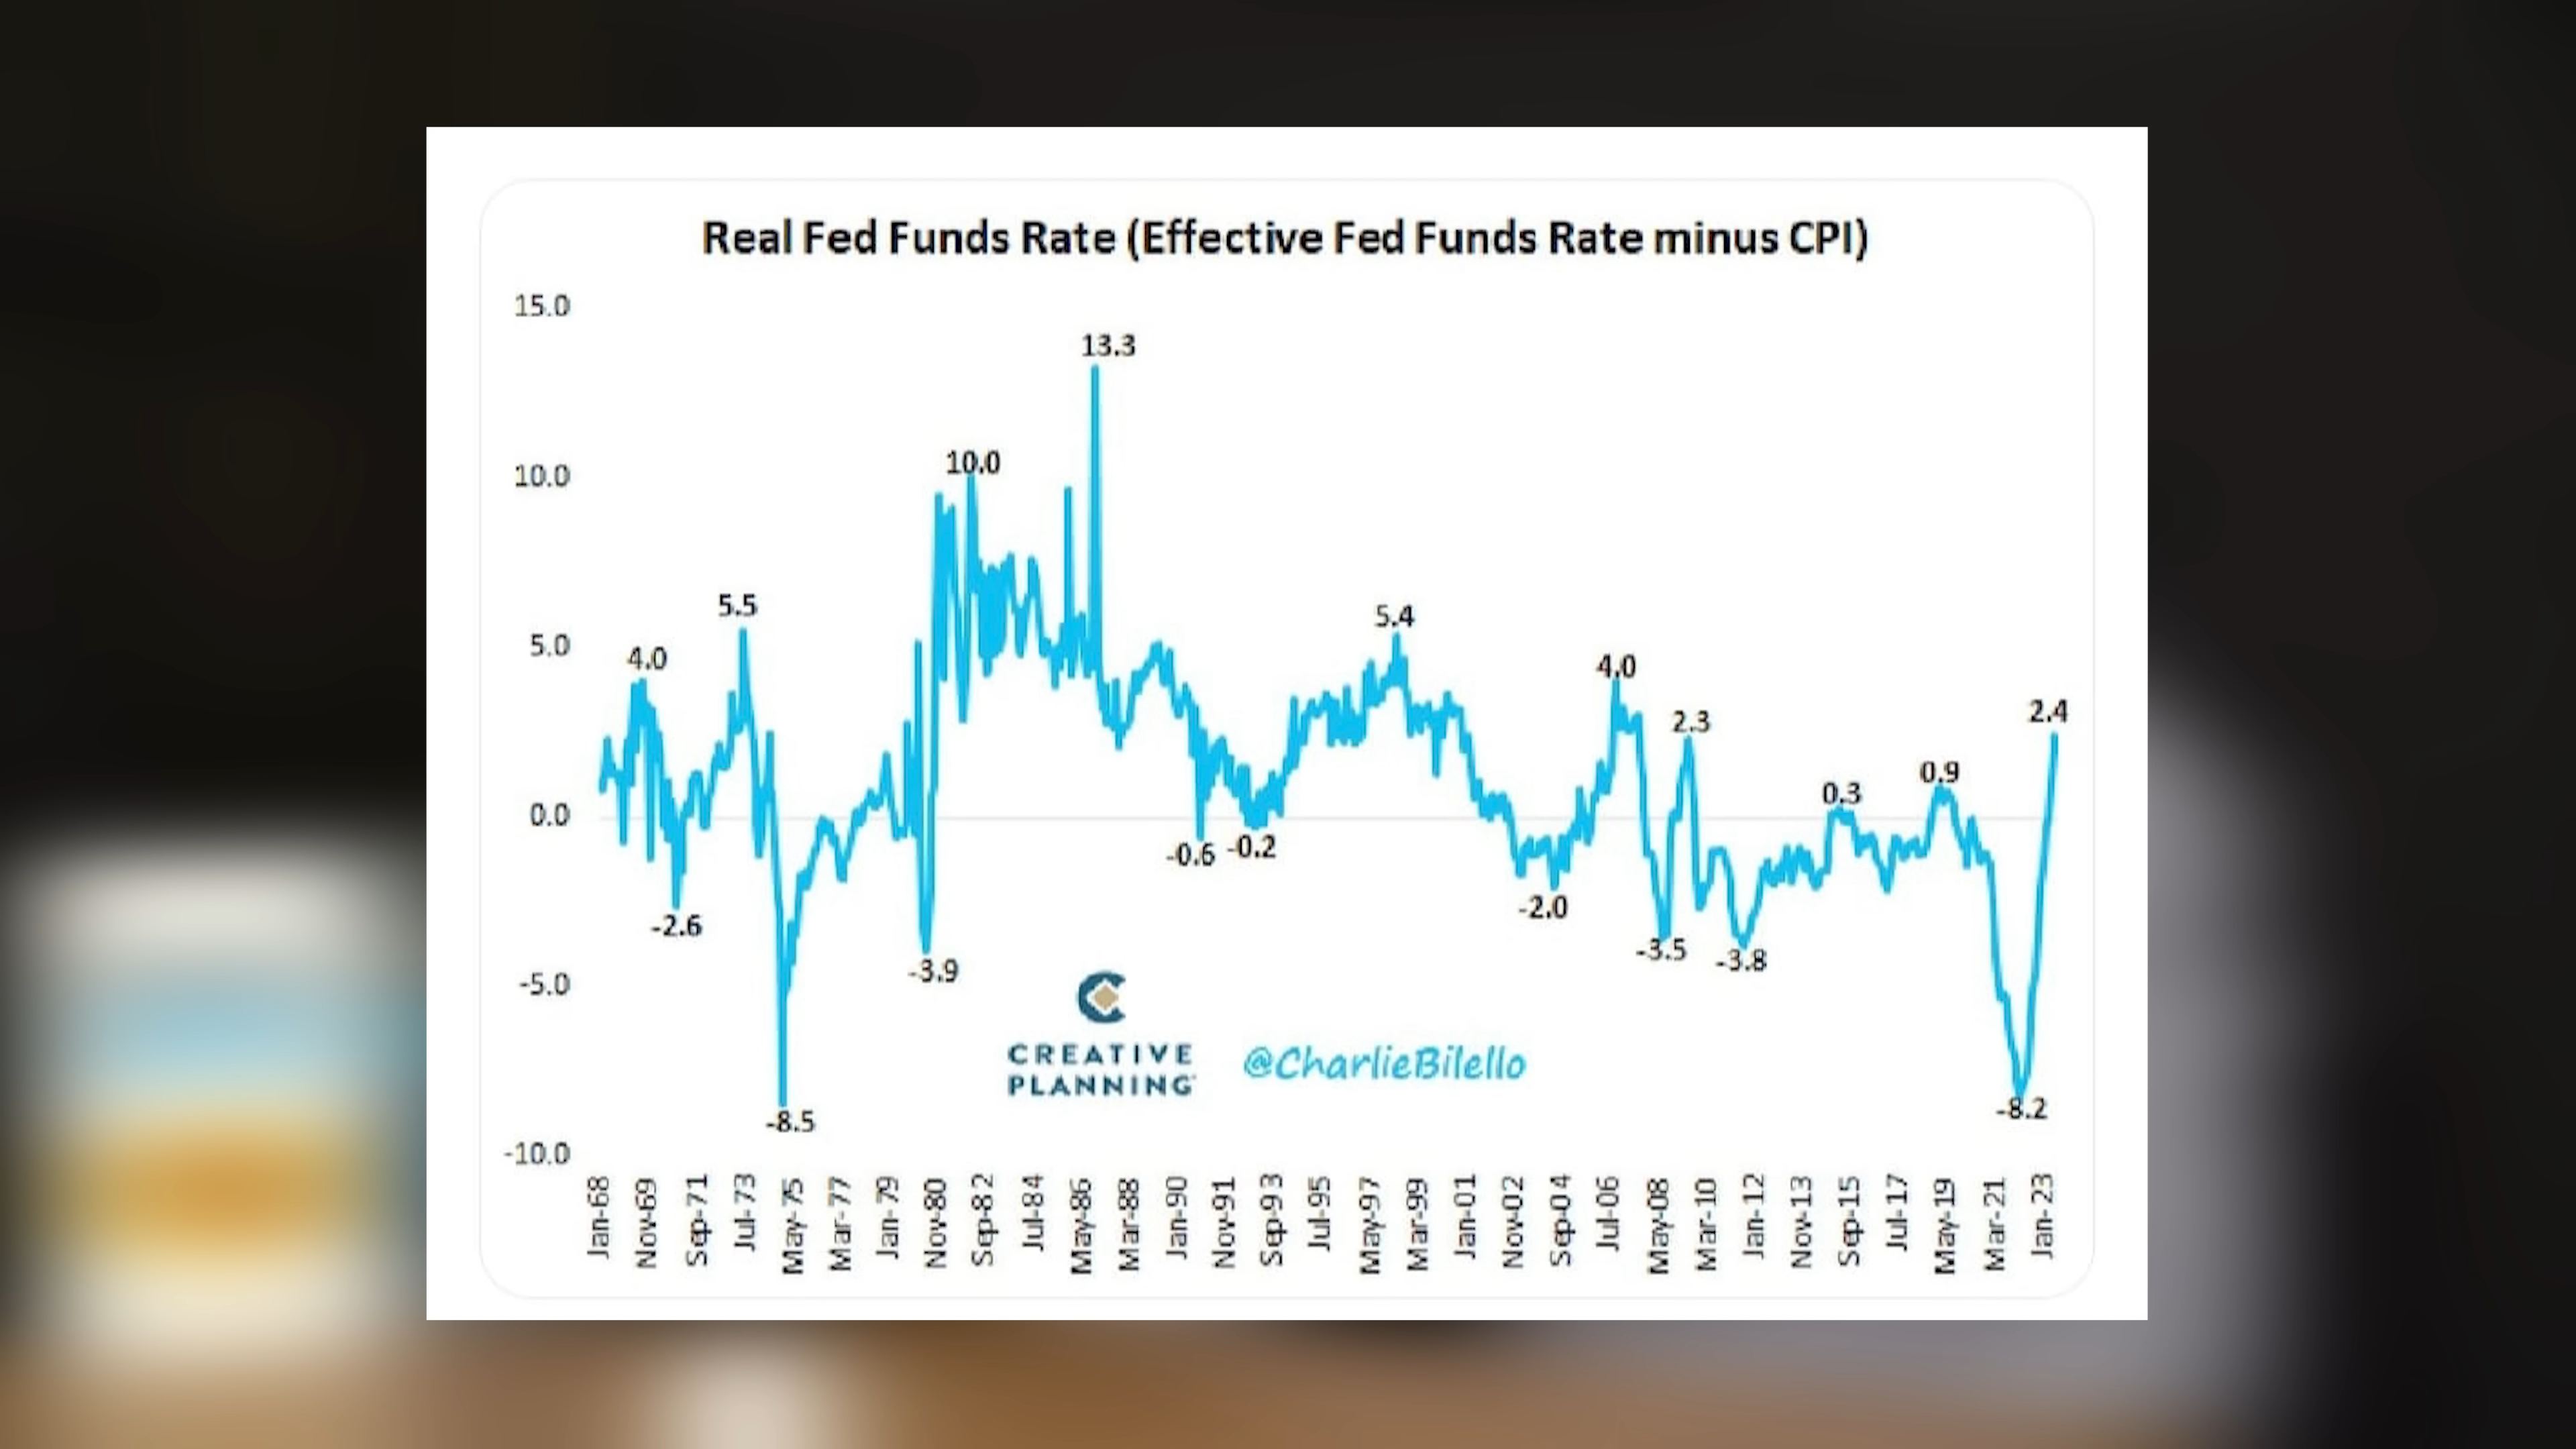 Real Fed Funds Rate (Effective Fed Funds Rate minus CPI)
15.0
10.0
5.0
0.0
-5.0
-10.0
4.0
-2.6
5.5
-8.5
-3.9
10.0
13.3
-0.6
-0.2
5.4
-2.0
4.0
-3.5
2.3
-3.8
0.3
0.9
-8.2
2.4
CREATIVE
PLANNING
@CharlieBilello
Jan-68
Nov-69
Sep-71
Jul-73
May-75
Mar-77
Jan-79
Nov-80
Sep-82
Jul-84
May-86
Mar-88
Jan-90
Nov-91
Sep-93
Jul-95
May-97
Mar-99
Jan-01
Nov-02
Sep-04
Jul-06
May-08
Mar-10
Jan-12
Nov-13
Sep-15
Jul-17
May-19
Mar-21
Jan-23